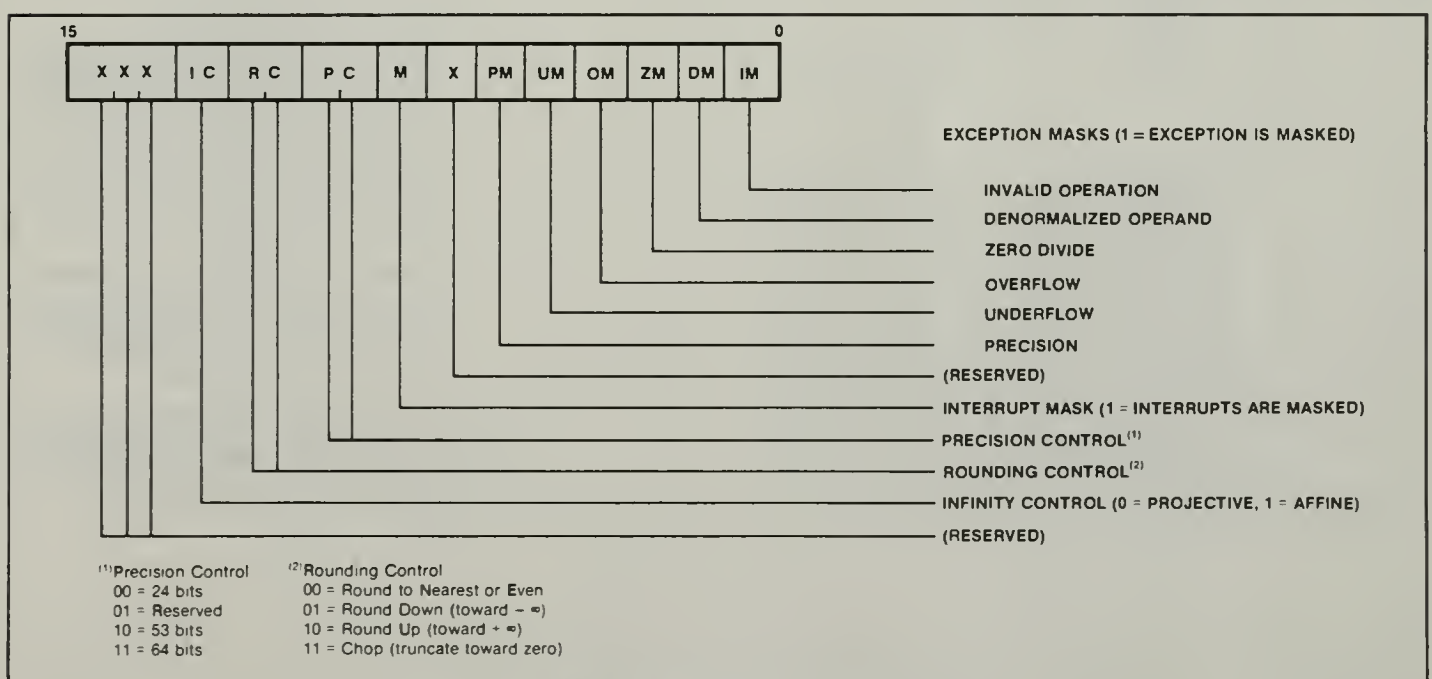 15 0
X X X I C R C P C M X PM UM OM ZM DM IM
EXCEPTION MASKS (1 = EXCEPTION IS MASKED)
INVALID OPERATION
DENORMALIZED OPERAND
ZERO DIVIDE
OVERFLOW
UNDERFLOW
PRECISION
(RESERVED)
INTERRUPT MASK (1 = INTERRUPTS ARE MASKED)
PRECISION CONTROL(1)
ROUNDING CONTROL(2)
INFINITY CONTROL (0 = PROJECTIVE, 1 = AFFINE)
(RESERVED)
(1)Precision Control
00 = 24 bits
01 = Reserved
10 = 53 bits
11 = 64 bits
(2)Rounding Control
00 = Round to Nearest or Even
01 = Round Down (toward − ∞)
10 = Round Up (toward + ∞)
11 = Chop (truncate toward zero)